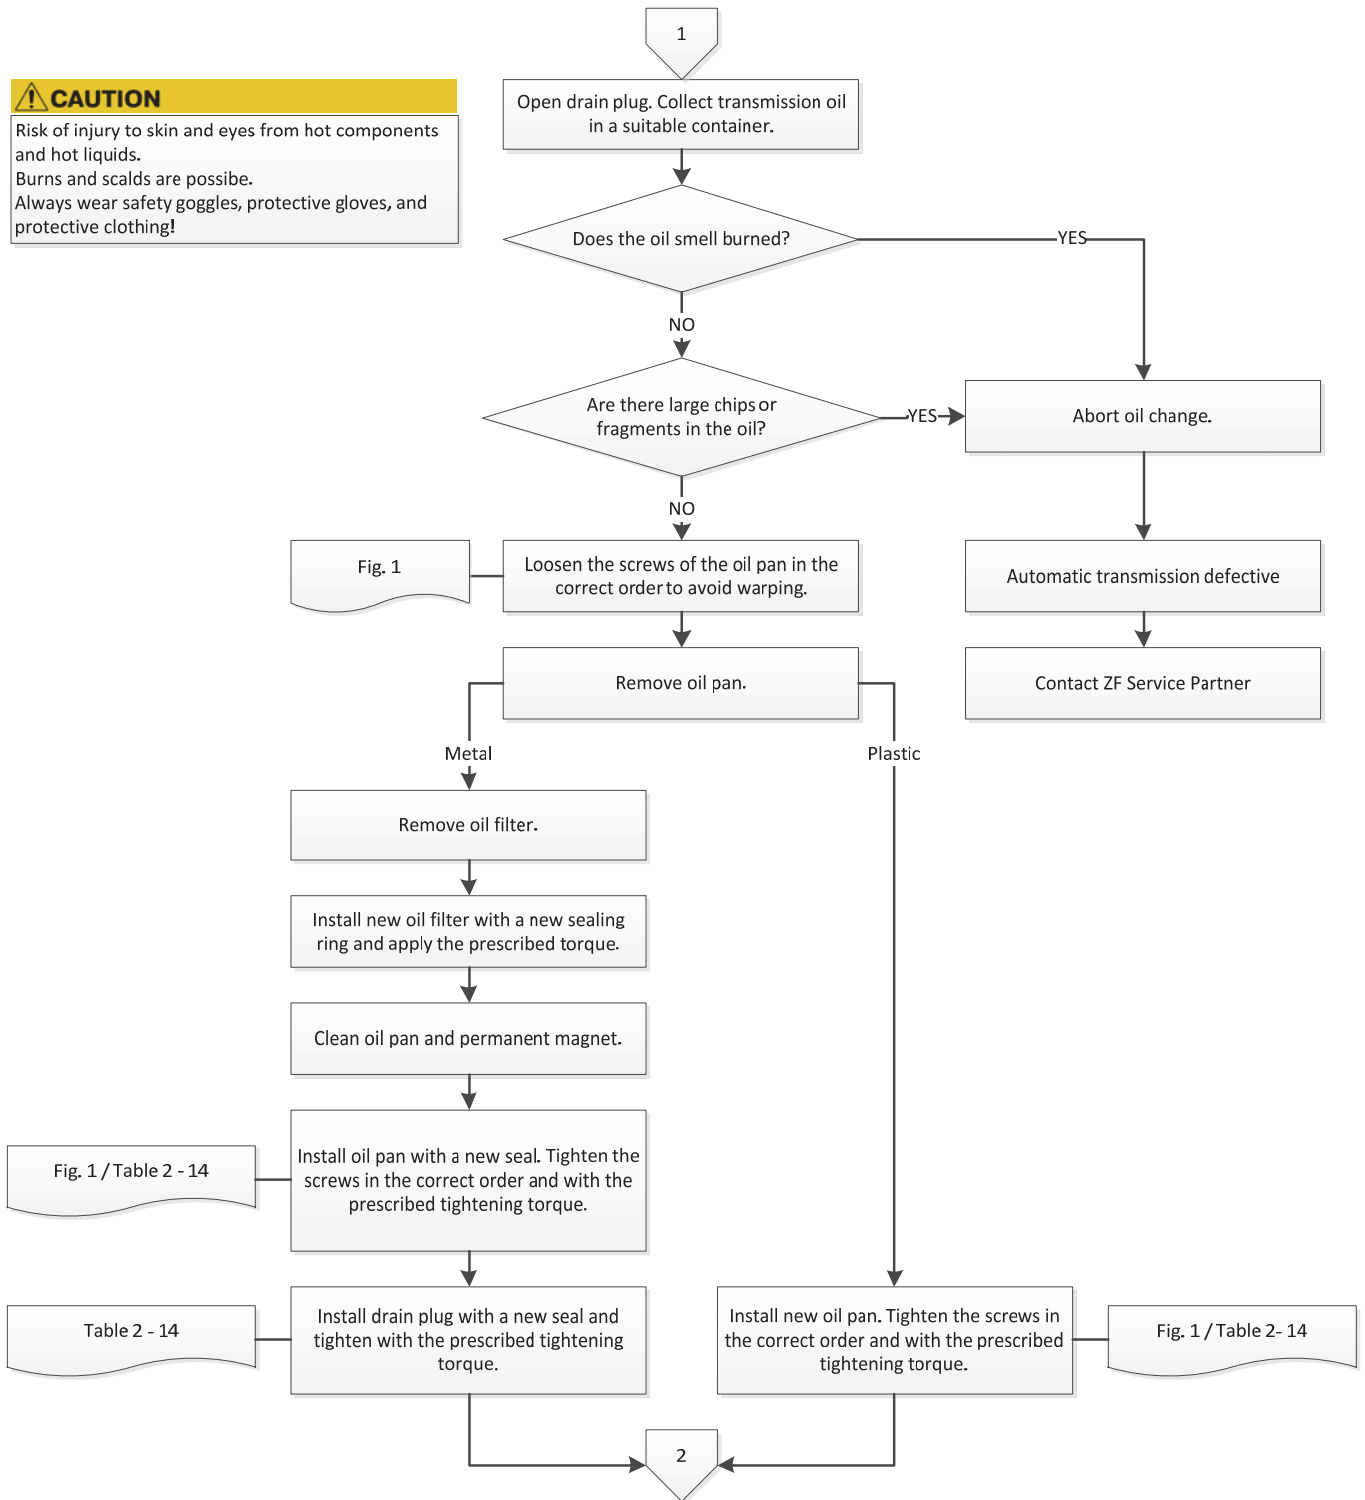 1
CAUTION
Risk of injury to skin and eyes from hot components
and hot liquids.
Burns and scalds are possibe.
Always wear safety goggles, protective gloves, and
protective clothing!
Open drain plug. Collect transmission oil
in a suitable container.
Does the oil smell burned?
YES
NO
Are there large chips or
fragments in the oil?
YES
Abort oil change.
NO
Fig. 1
Loosen the screws of the oil pan in the
correct order to avoid warping.
Automatic transmission defective
Remove oil pan.
Contact ZF Service Partner
Metal
Plastic
Remove oil filter.
Install new oil filter with a new sealing
ring and apply the prescribed torque.
Clean oil pan and permanent magnet.
Fig. 1 / Table 2 - 14
Install oil pan with a new seal. Tighten the
screws in the correct order and with the
prescribed tightening torque.
Table 2 - 14
Install drain plug with a new seal and
tighten with the prescribed tightening
torque.
Install new oil pan. Tighten the screws in
the correct order and with the prescribed
tightening torque.
Fig. 1 / Table 2- 14
2